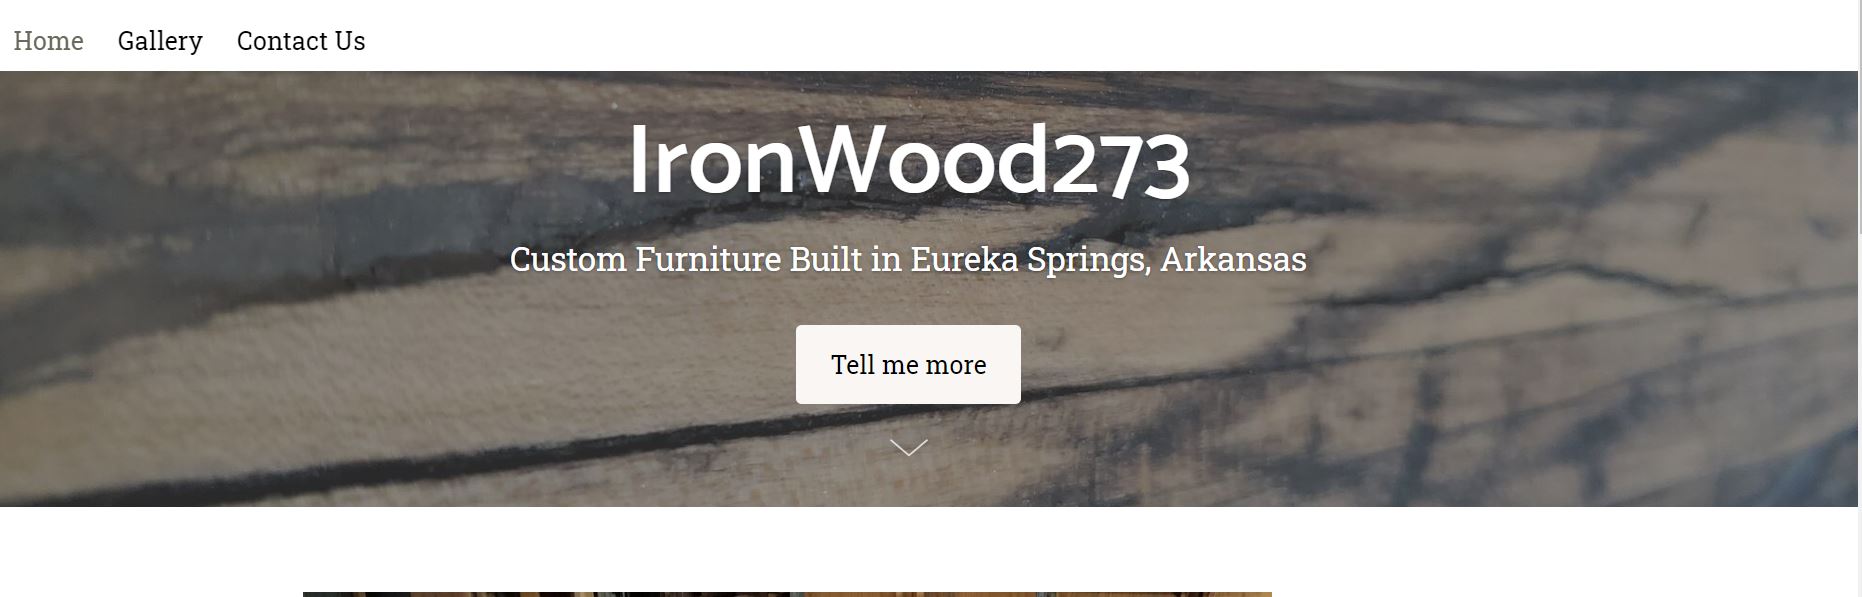 Home Gallery Contact Us
IronWood273
Custom Furniture Built in Eureka Springs, Arkansas
Tell me more